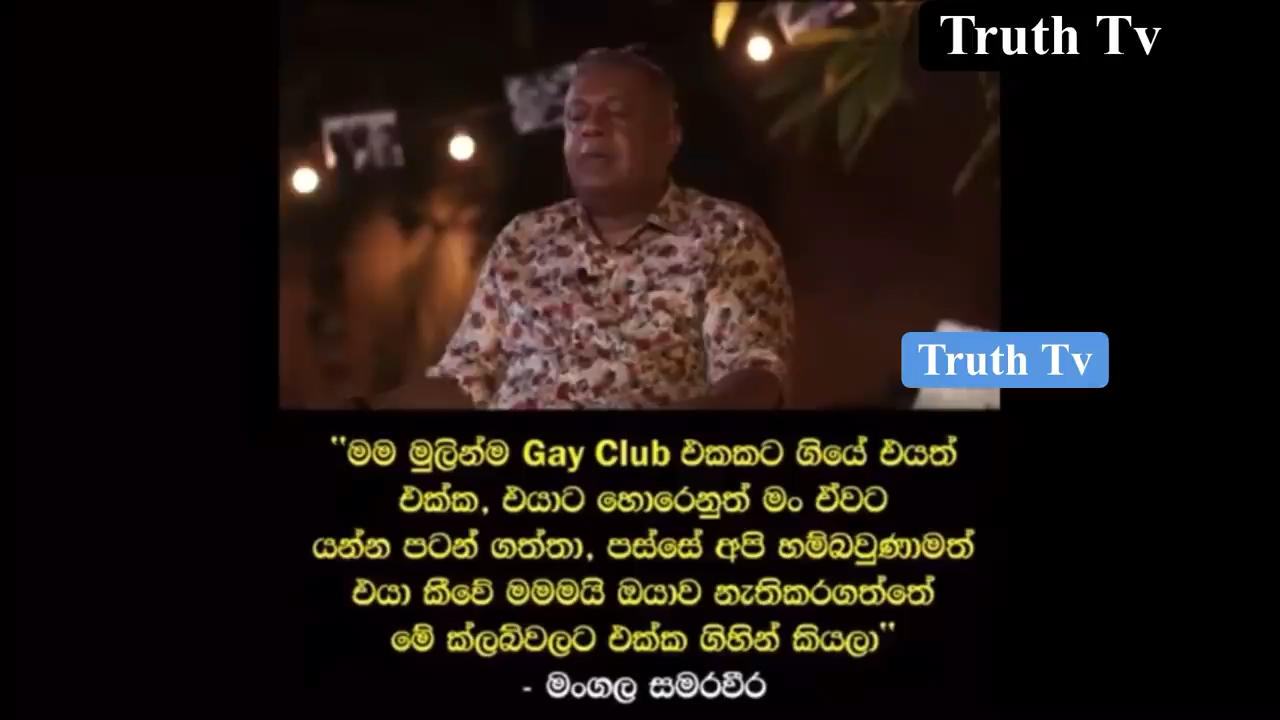 Truth Tv
Truth Tv
"මම මුලින්ම Gay Club එකකට ගියේ එයත්
එක්ක, එයාට හොරෙනුත් මං ඒවට
යන්න පටන් ගත්තා, පස්සේ අපි හම්බවුණාමත්
එයා කීවේ මමමයි ඔයාව නැතිකරගත්තේ
මේ ක්ලබ්වලට එක්ක ගිහින් කියලා"
- මංගල සමරවීර